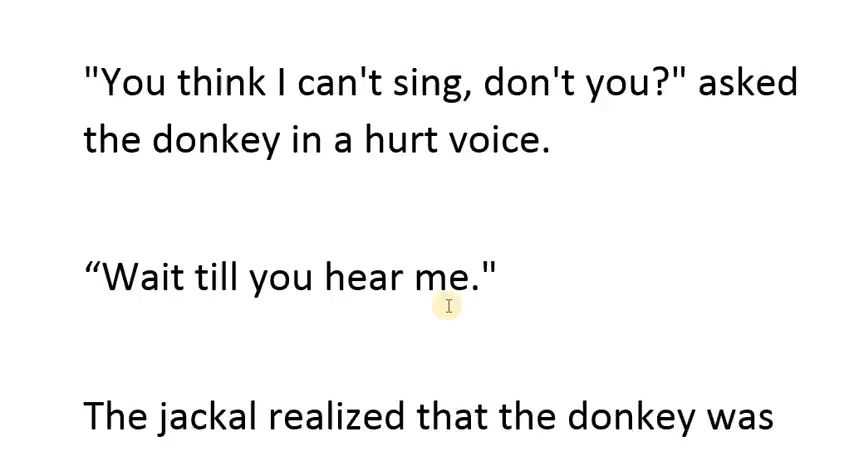 "You think I can't sing, don't you?" asked
the donkey in a hurt voice.
“Wait till you hear me."
The jackal realized that the donkey was